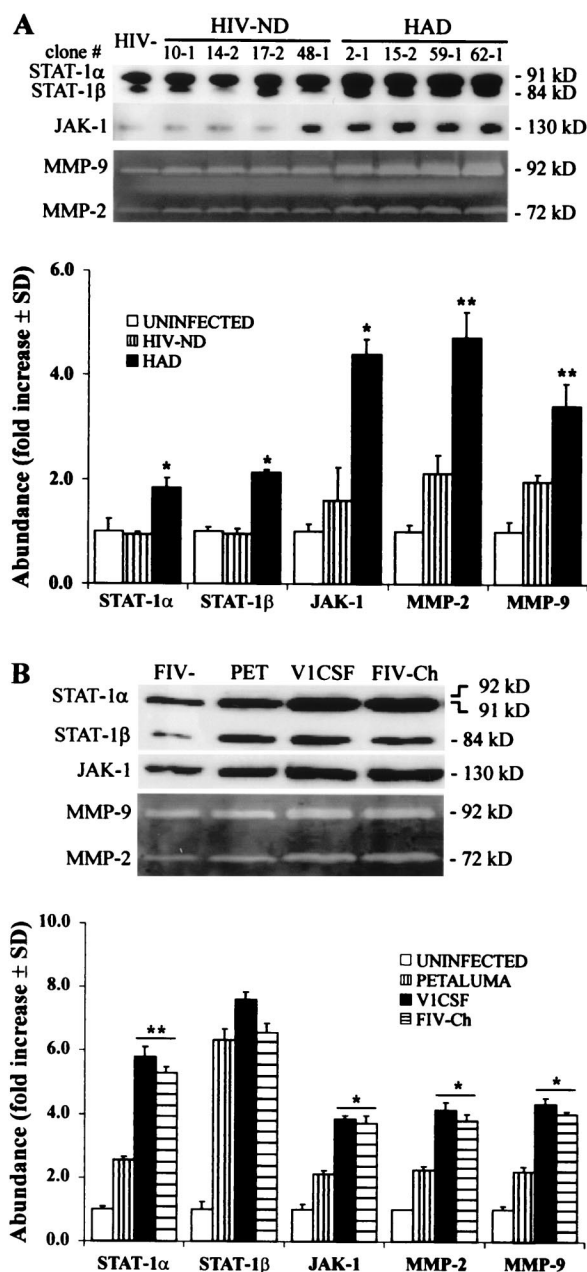 A
HIV- HIV-ND HAD
clone # 10-1 14-2 17-2 48-1 2-1 15-2 59-1 62-1
STAT-1α - 91 kD
STAT-1β - 84 kD
JAK-1 - 130 kD
MMP-9 - 92 kD
MMP-2 - 72 kD
Abundance (fold increase ± SD)
6.0
4.0
2.0
0.0
UNINFECTED
HIV-ND
HAD
* * * ** **
STAT-1α STAT-1β JAK-1 MMP-2 MMP-9
B
FIV- PET V1CSF FIV-Ch
STAT-1α 92 kD
91 kD
STAT-1β - 84 kD
JAK-1 - 130 kD
MMP-9 - 92 kD
MMP-2 - 72 kD
Abundance (fold increase ± SD)
10.0
8.0
6.0
4.0
2.0
0.0
UNINFECTED
PETALUMA
V1CSF
FIV-Ch
** * * *
STAT-1α STAT-1β JAK-1 MMP-2 MMP-9